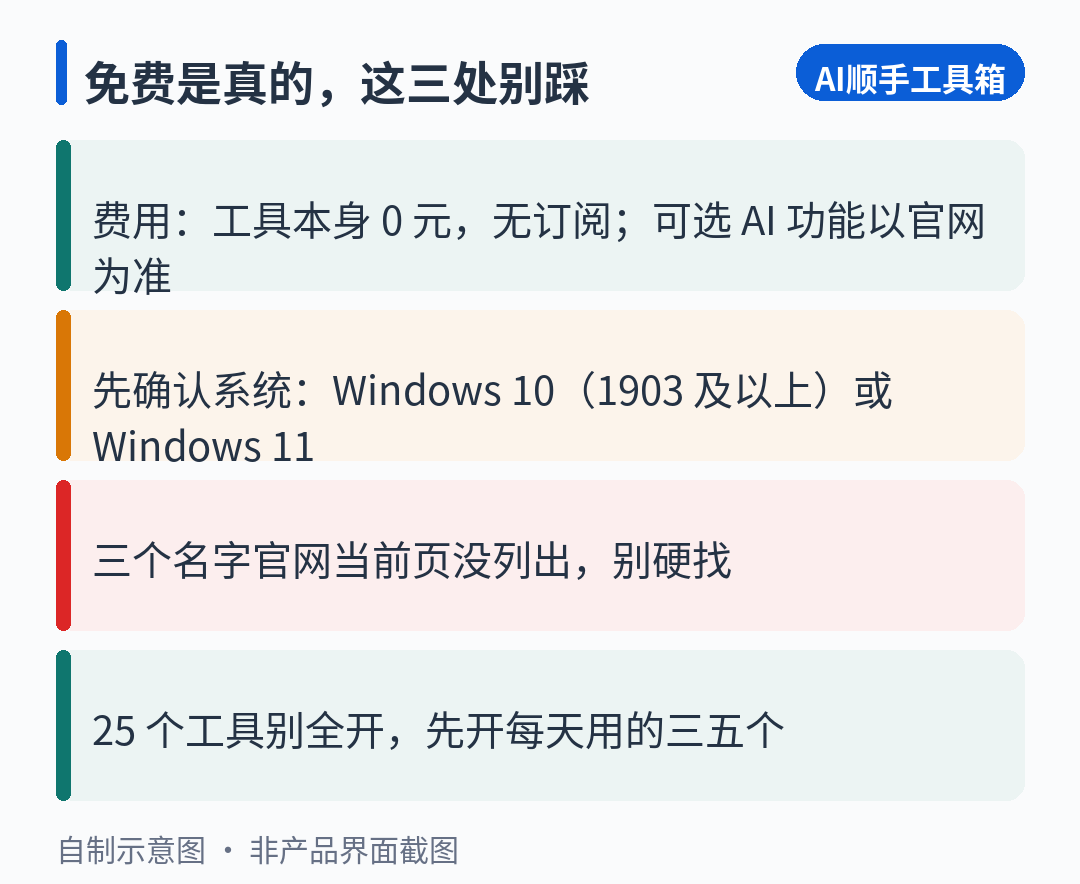 免费是真的，这三处别踩
AI顺手工具箱
费用：工具本身 0 元，无订阅；可选 AI 功能以官网
为准
先确认系统：Windows 10（1903 及以上）或
Windows 11
三个名字官网当前页没列出，别硬找
25 个工具别全开，先开每天用的三五个
自制示意图 · 非产品界面截图